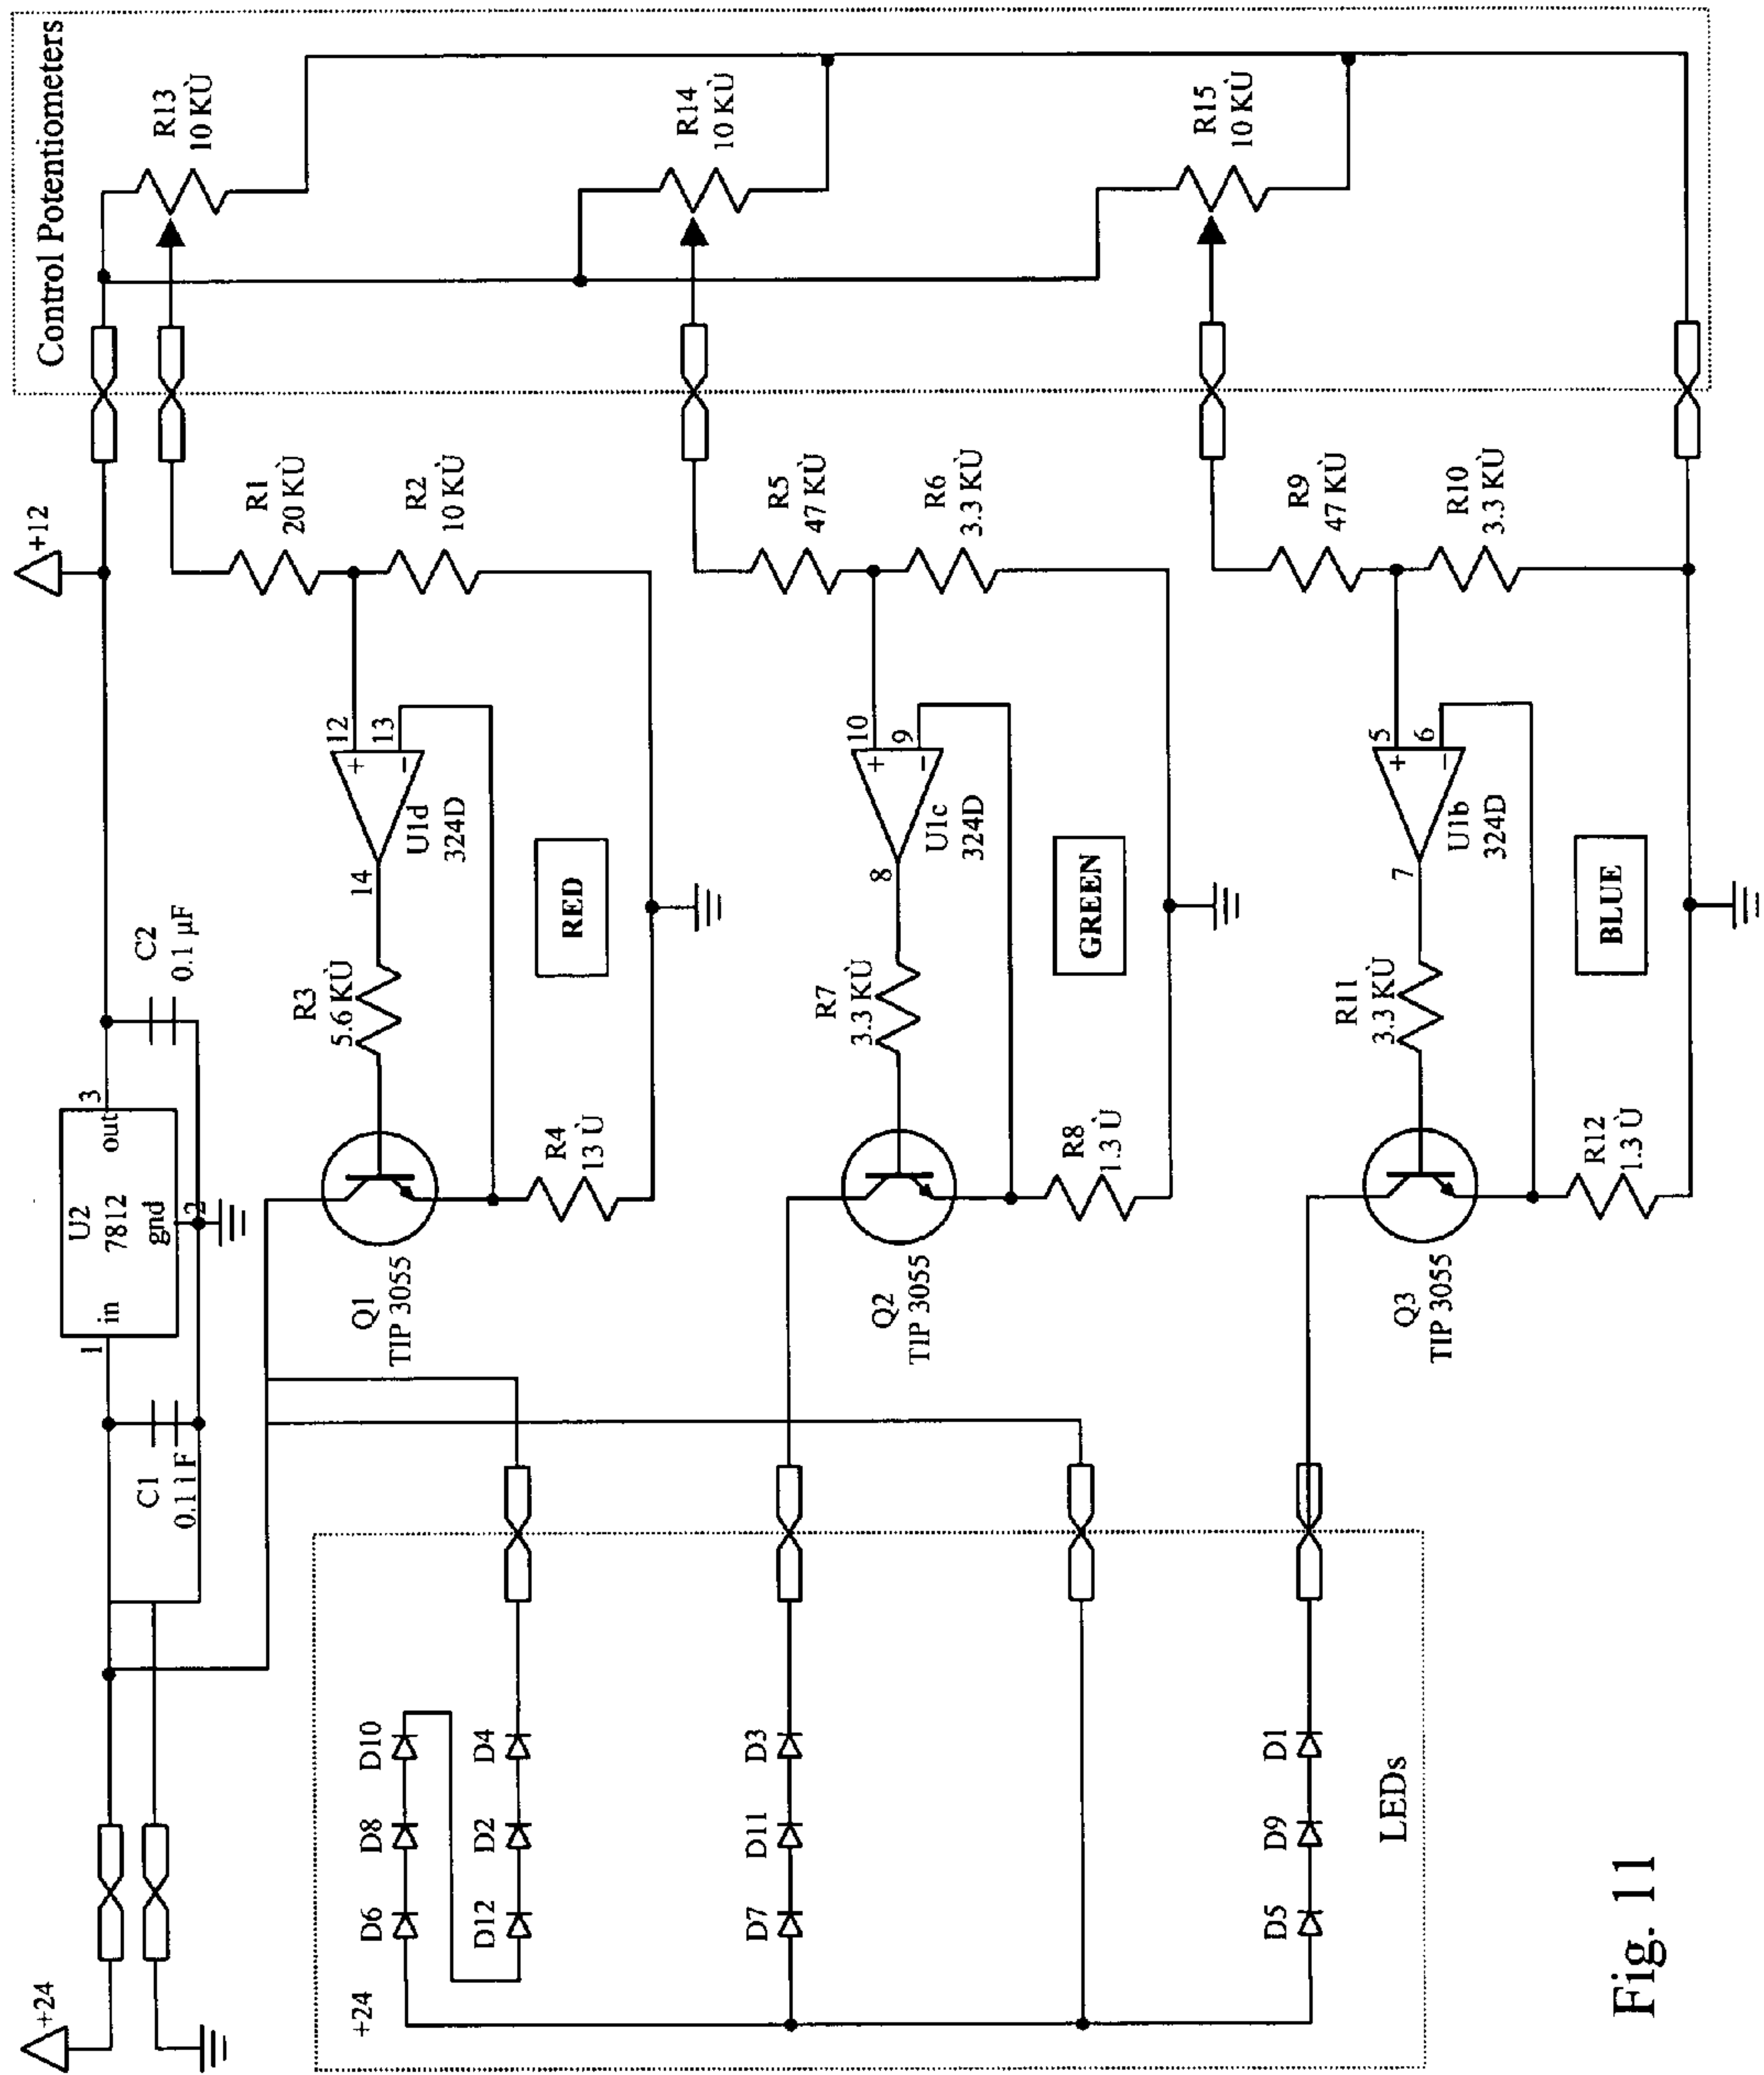 Control Potentiometers
+12
+24
U2
7812
in
out
gnd
1
2
3
C1
0.1 ì F
C2
0.1 µF
R13
10 KÙ
R14
10 KÙ
R15
10 KÙ
R1
20 KÙ
R2
10 KÙ
12
13
+
−
14
U1d
324D
R3
5.6 KÙ
Q1
TIP 3055
R4
13 Ù
RED
R5
47 KÙ
R6
3.3 KÙ
10
9
+
−
8
U1c
324D
R7
3.3 KÙ
Q2
TIP 3055
R8
1.3 Ù
GREEN
R9
47 KÙ
R10
3.3 KÙ
5
6
+
−
7
U1b
324D
R11
3.3 KÙ
Q3
TIP 3055
R12
1.3 Ù
BLUE
+24
D6
D8
D10
D12
D2
D4
D7
D11
D3
D5
D9
D1
LEDs
Fig. 11